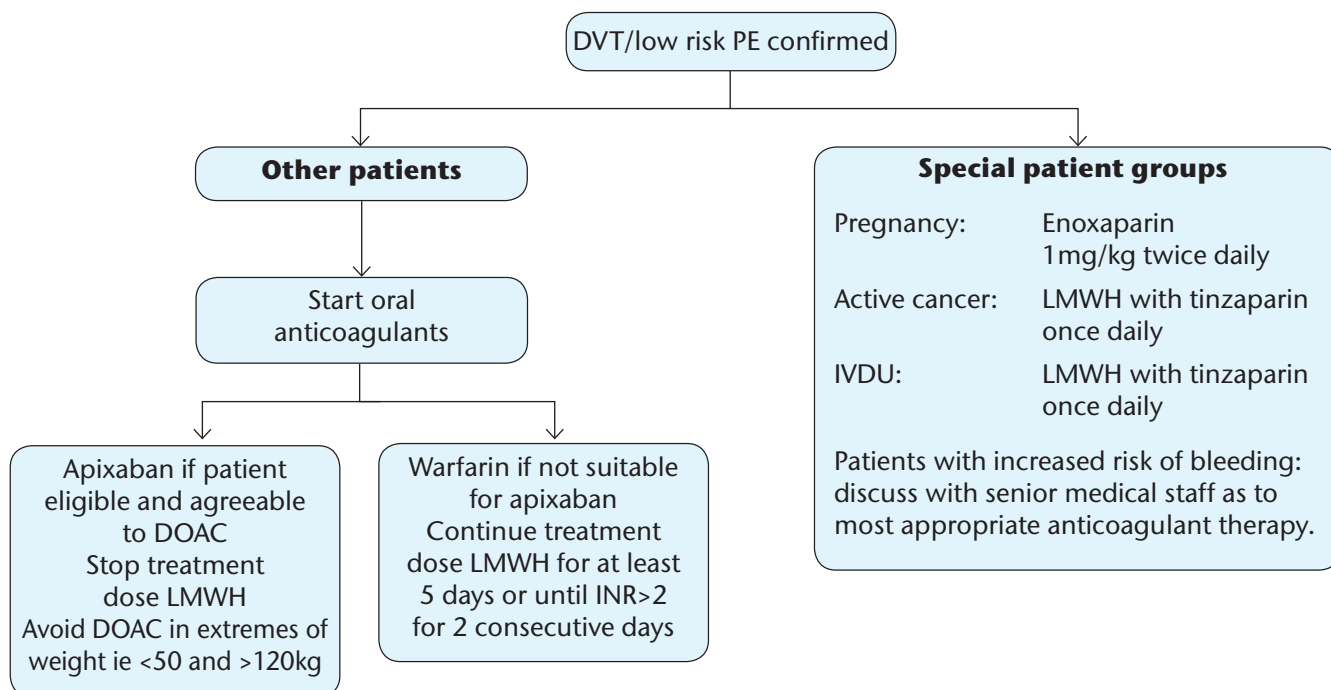 DVT/low risk PE confirmed
Other patients
Start oral
anticoagulants
Apixaban if patient
eligible and agreeable
to DOAC
Stop treatment
dose LMWH
Avoid DOAC in extremes of
weight ie <50 and >120kg
Warfarin if not suitable
for apixaban
Continue treatment
dose LMWH for at least
5 days or until INR>2
for 2 consecutive days
Special patient groups
Pregnancy: Enoxaparin
1mg/kg twice daily
Active cancer: LMWH with tinzaparin
once daily
IVDU: LMWH with tinzaparin
once daily
Patients with increased risk of bleeding:
discuss with senior medical staff as to
most appropriate anticoagulant therapy.